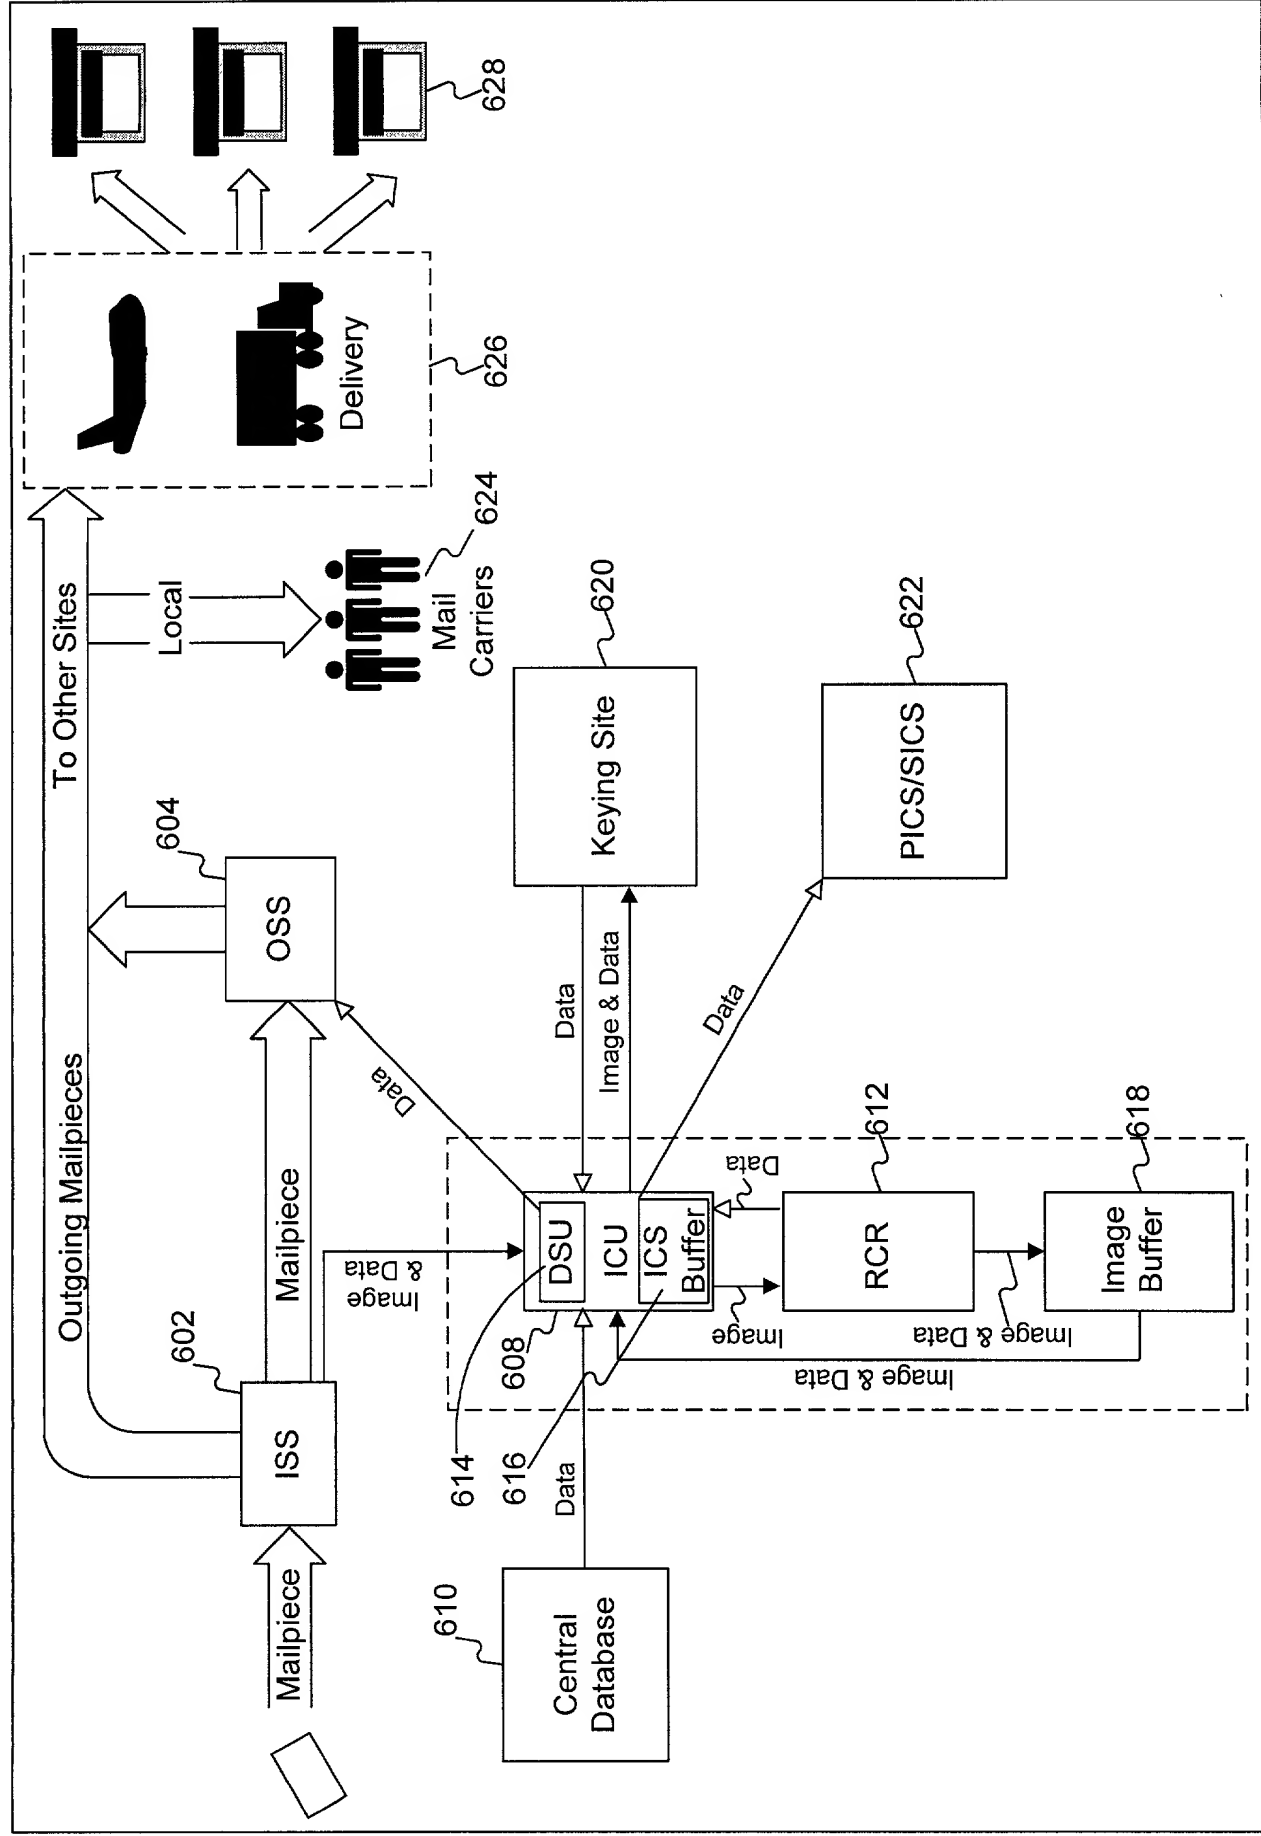 Outgoing Mailpieces
To Other Sites
Mailpiece
ISS
602
Mailpiece
OSS
604
Local
Mail
Carriers
624
Delivery
626
628
Image
& Data
Data
Central
Database
610
Data
608
614
616
DSU
ICU
ICS
Buffer
Data
Image & Data
Keying Site
620
Data
PICS/SICS
622
Image
Data
RCR
612
Image & Data
Image & Data
Image
Buffer
618